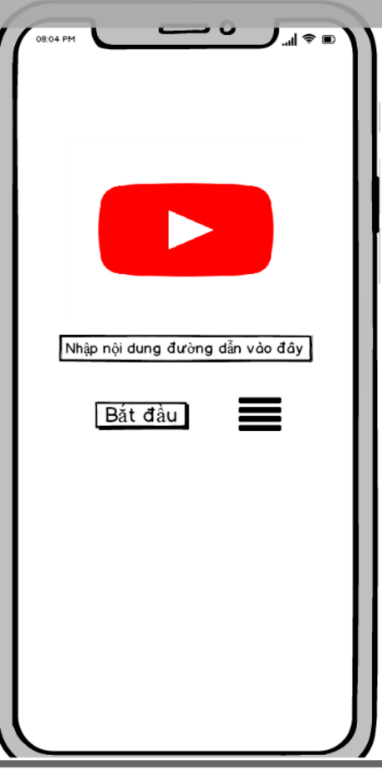 08:04 PM
Nhập nội dung đường dẫn vào đây
Bắt đầu